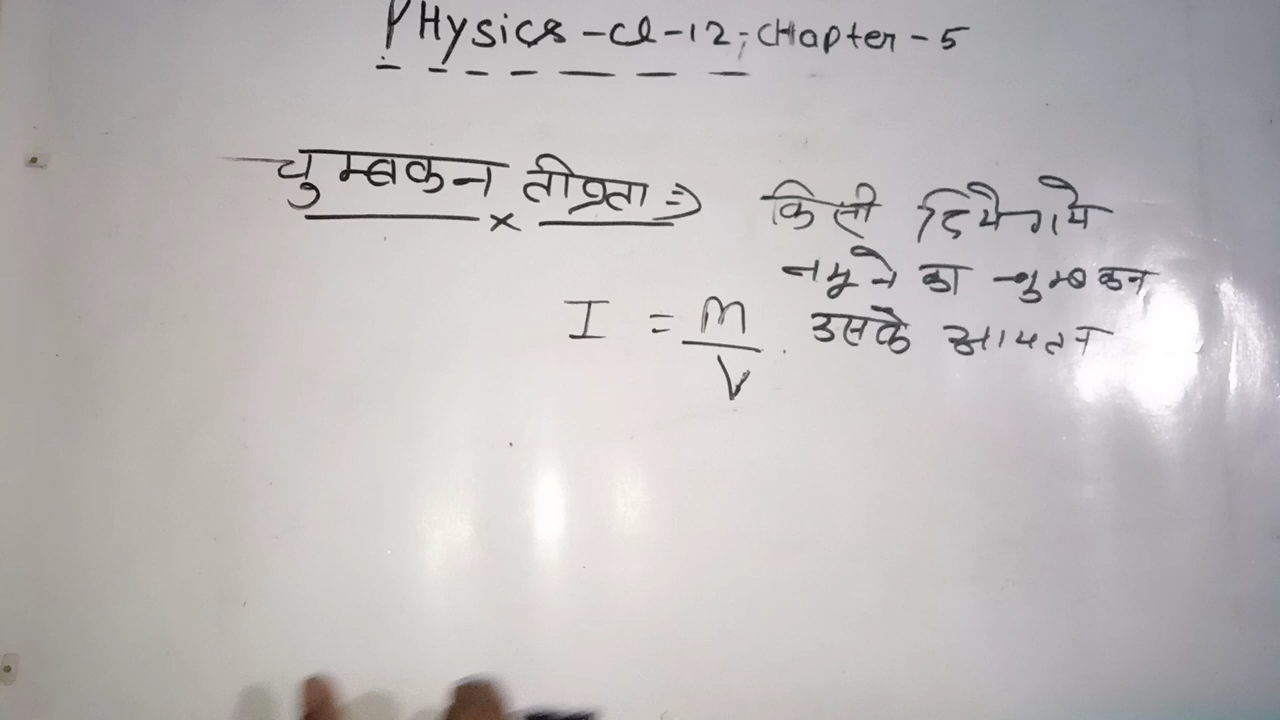 PHysics-cl-12, CHapter-5
चुम्बकन तीव्रता ⇒ किसी दिये गये
नमूने का चुम्बकन
I = M/V उसके आयतन